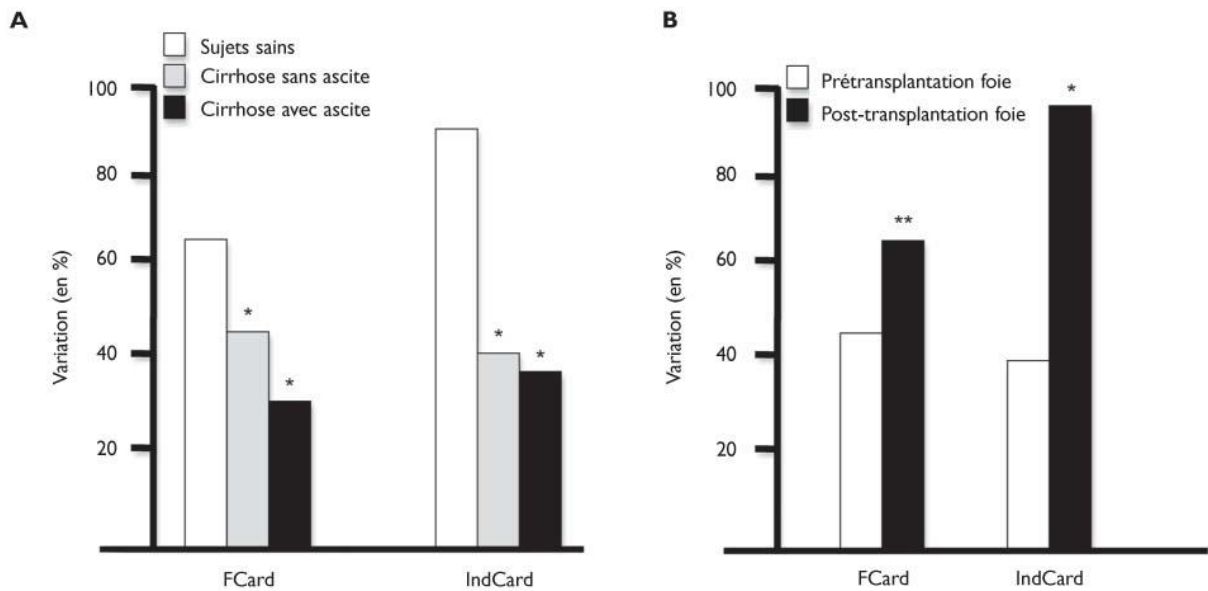 A
Sujets sains
Cirrhose sans ascite
Cirrhose avec ascite
Variation (en %)
100
80
60
40
20
*
*
*
*
FCard
IndCard
B
Prétransplantation foie
Post-transplantation foie
Variation (en %)
100
80
60
40
20
**
*
FCard
IndCard